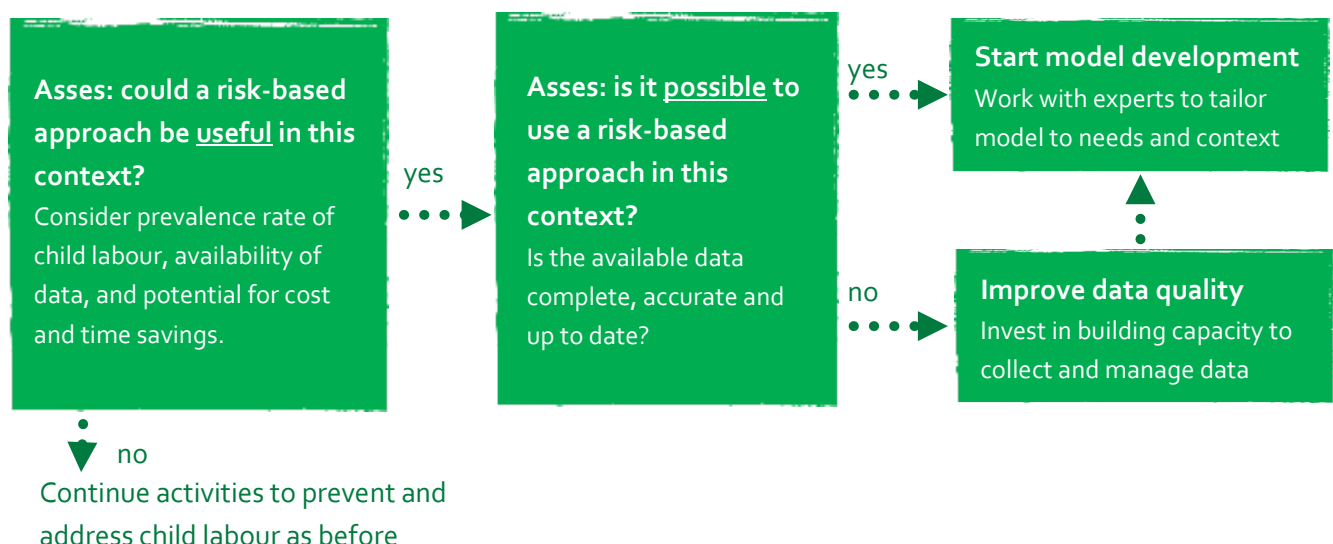 Asses: could a risk-based
approach be useful in this
context?
Consider prevalence rate of
child labour, availability of
data, and potential for cost
and time savings.
yes
no
Continue activities to prevent and
address child labour as before
Asses: is it possible to
use a risk-based
approach in this
context?
Is the available data
complete, accurate and
up to date?
yes
no
Start model development
Work with experts to tailor
model to needs and context
Improve data quality
Invest in building capacity to
collect and manage data